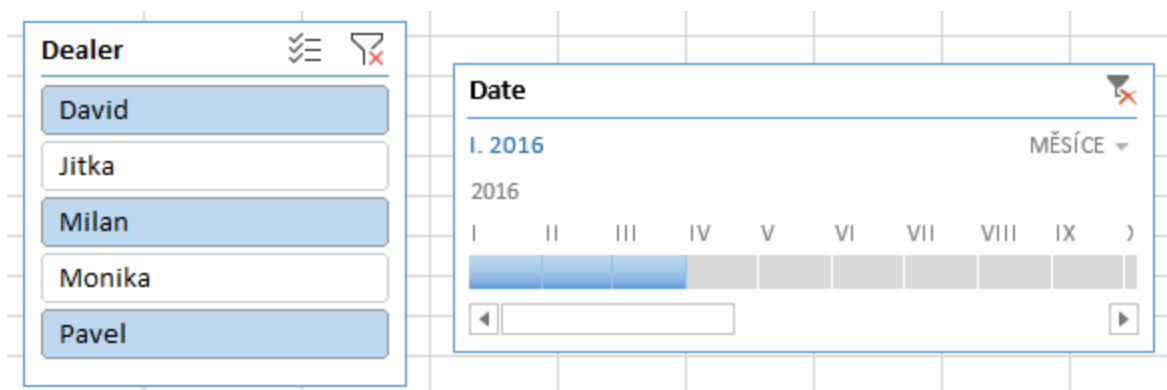 Dealer
David
Jitka
Milan
Monika
Pavel
Date
I. 2016
MĚSÍCE
2016
I II III IV V VI VII VIII IX